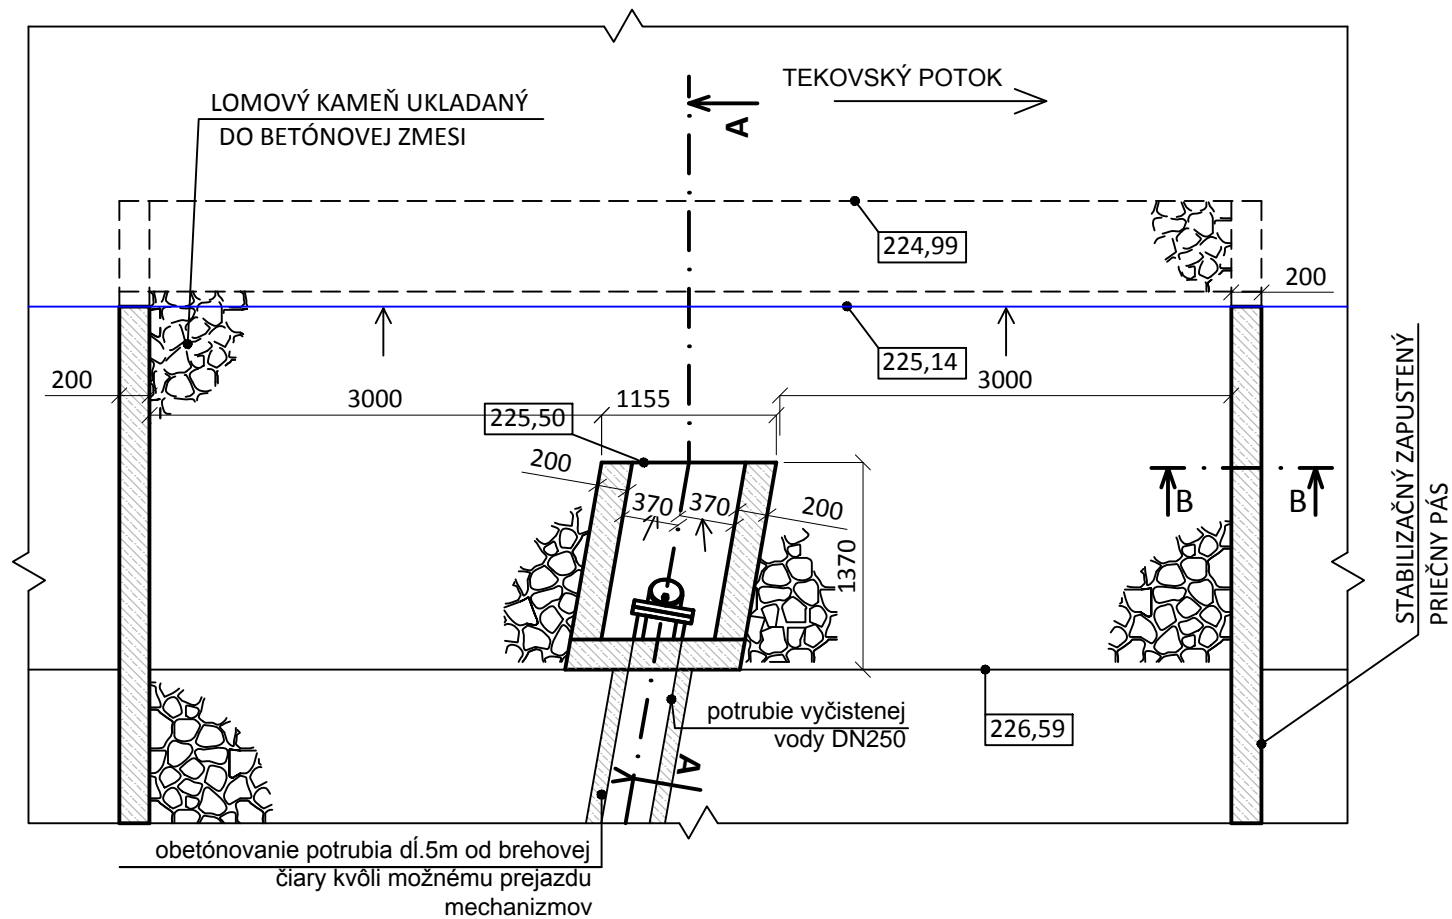 TEKOVSKÝ POTOK
LOMOVÝ KAMEŇ UKLADANÝ
DO BETÓNOVEJ ZMESI
A
224,99
200
225,14
200
3000
1155
3000
225,50
200
370
370
200
1370
B
B
STABILIZAČNÝ ZAPUSTENÝ
PRIEČNY PÁS
potrubie vyčistenej
vody DN250
226,59
A
obetónovanie potrubia dĺ.5m od brehovej
čiary kvôli možnému prejazdu
mechanizmov